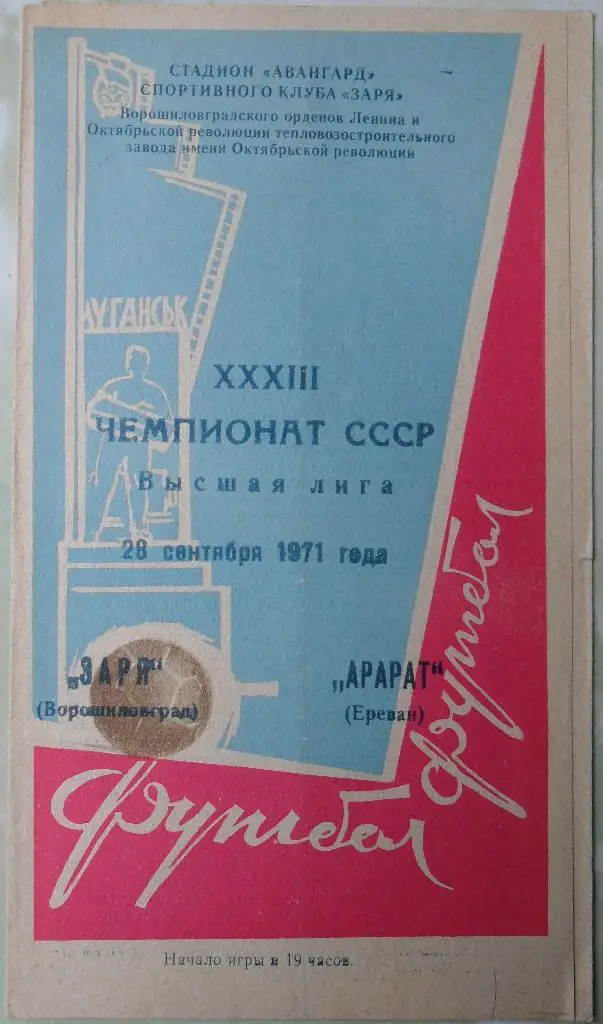 СТАДИОН «АВАНГАРД»
СПОРТИВНОГО КЛУБА «ЗАРЯ»
Ворошиловградского орденов Ленина и
Октябрьской революции тепловозостроительного
завода имени Октябрьской революции
ЛУГАНСЬК
XXXIII
ЧЕМПИОНАТ СССР
Высшая лига
28 сентября 1971 года
„ЗАРЯ“
(Ворошиловград)
„АРАРАТ“
(Ереван)
футбол
футбол
Начало игры в 19 часов.